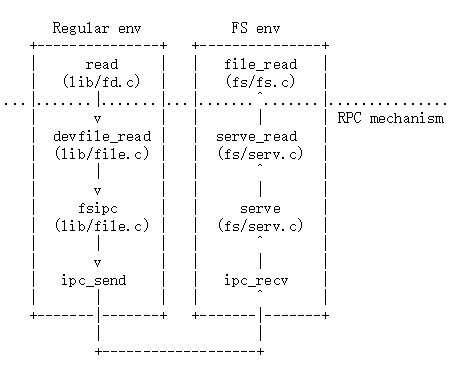 Regular env FS env
read file_read
(lib/fd.c) (fs/fs.c)
RPC mechanism
devfile_read serve_read
(lib/file.c) (fs/serv.c)
fsipc serve
(lib/file.c) (fs/serv.c)
ipc_send ipc_recv